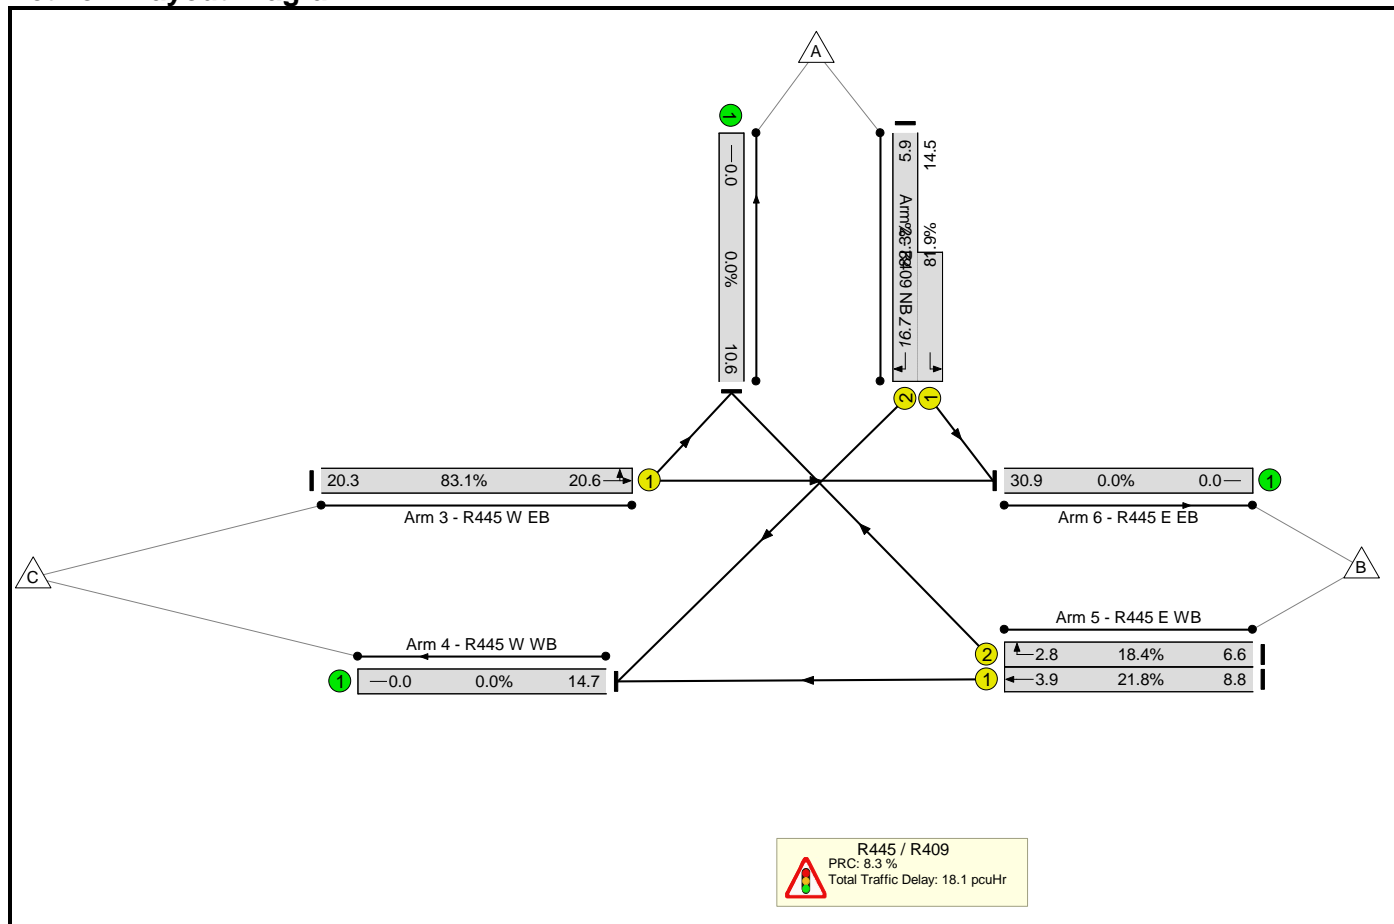 A
1
0.0
0.0%
10.6
5.9
14.5
81.9%
16.7
2
1
20.3 83.1% 20.6
1
Arm 3 - R445 W EB
30.9 0.0% 0.0
1
Arm 6 - R445 E EB
C
B
Arm 4 - R445 W WB
1
0.0 0.0% 14.7
Arm 5 - R445 E WB
2
2.8 18.4% 6.6
1
3.9 21.8% 8.8
R445 / R409
PRC: 8.3 %
Total Traffic Delay: 18.1 pcuHr